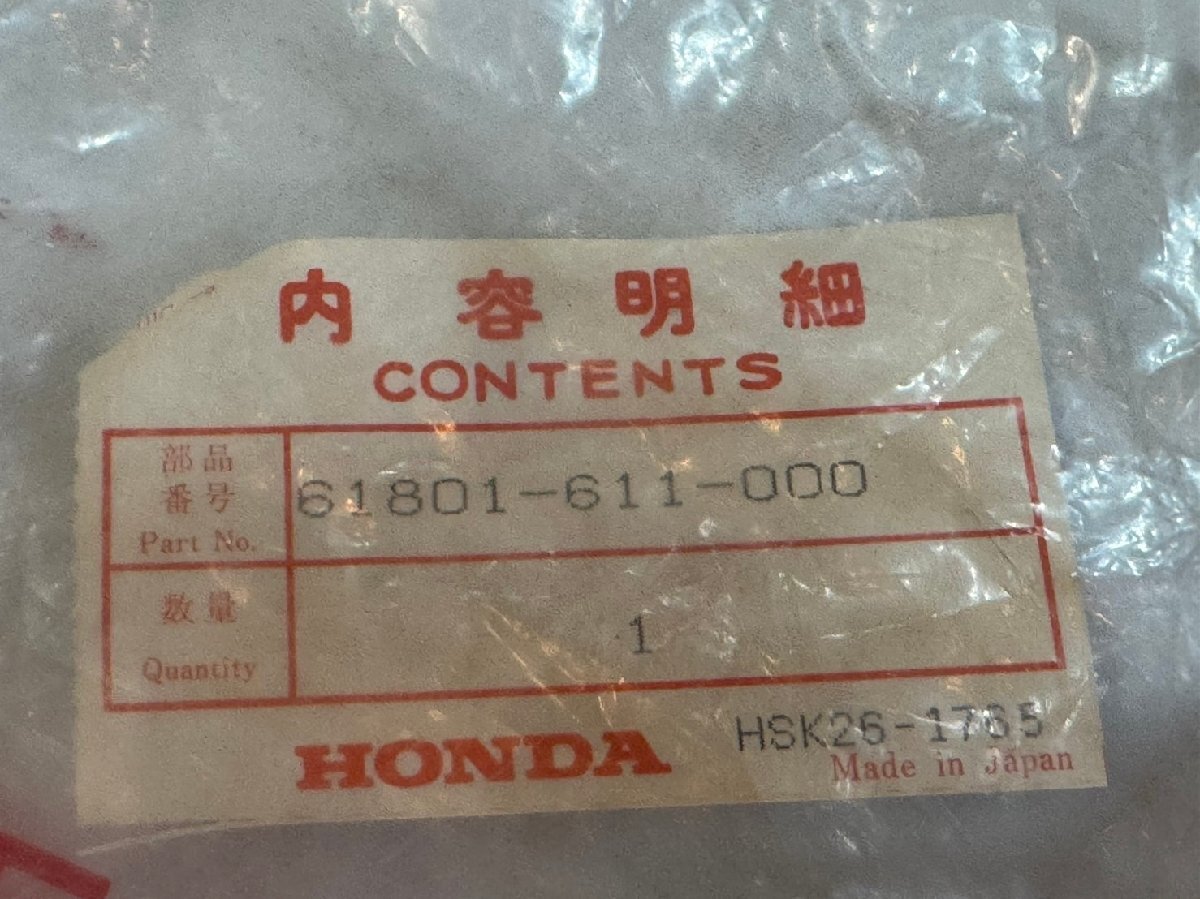 内容明細
CONTENTS
部品
番号
Part No.
61801-611-000
数量
Quantity
1
HONDA
HSK26-1765
Made in Japan